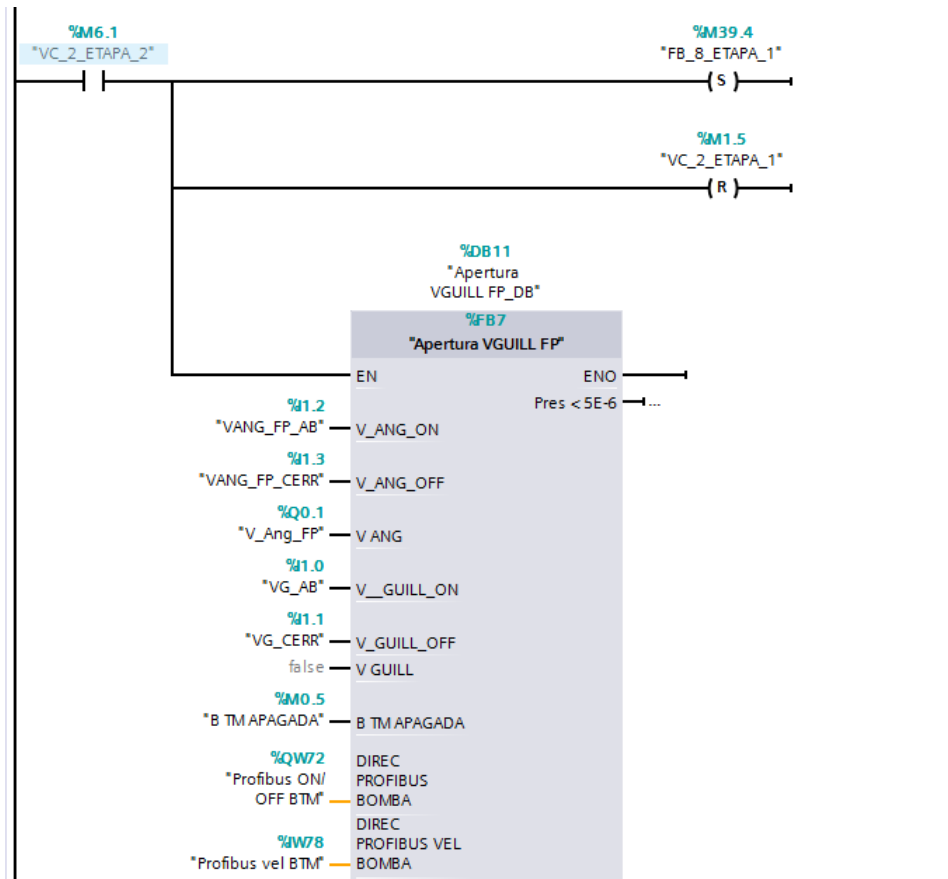 %M6.1
"VC_2_ETAPA_2"
%M39.4
"FB_8_ETAPA_1"
S
%M1.5
"VC_2_ETAPA_1"
R
%DB11
"Apertura
VGUILL FP_DB"
%FB7
"Apertura VGUILL FP"
EN
ENO
Pres < 5E-6
...
%I1.2
"VANG_FP_AB"
V_ANG_ON
%I1.3
"VANG_FP_CERR"
V_ANG_OFF
%Q0.1
"V_Ang_FP"
V ANG
%I1.0
"VG_AB"
V__GUILL_ON
%I1.1
"VG_CERR"
V_GUILL_OFF
false
V GUILL
%M0.5
"B TM APAGADA"
B TM APAGADA
%QW72
"Profibus ON/
OFF BTM"
DIREC
PROFIBUS
BOMBA
%IW78
"Profibus vel BTM"
DIREC
PROFIBUS VEL
BOMBA